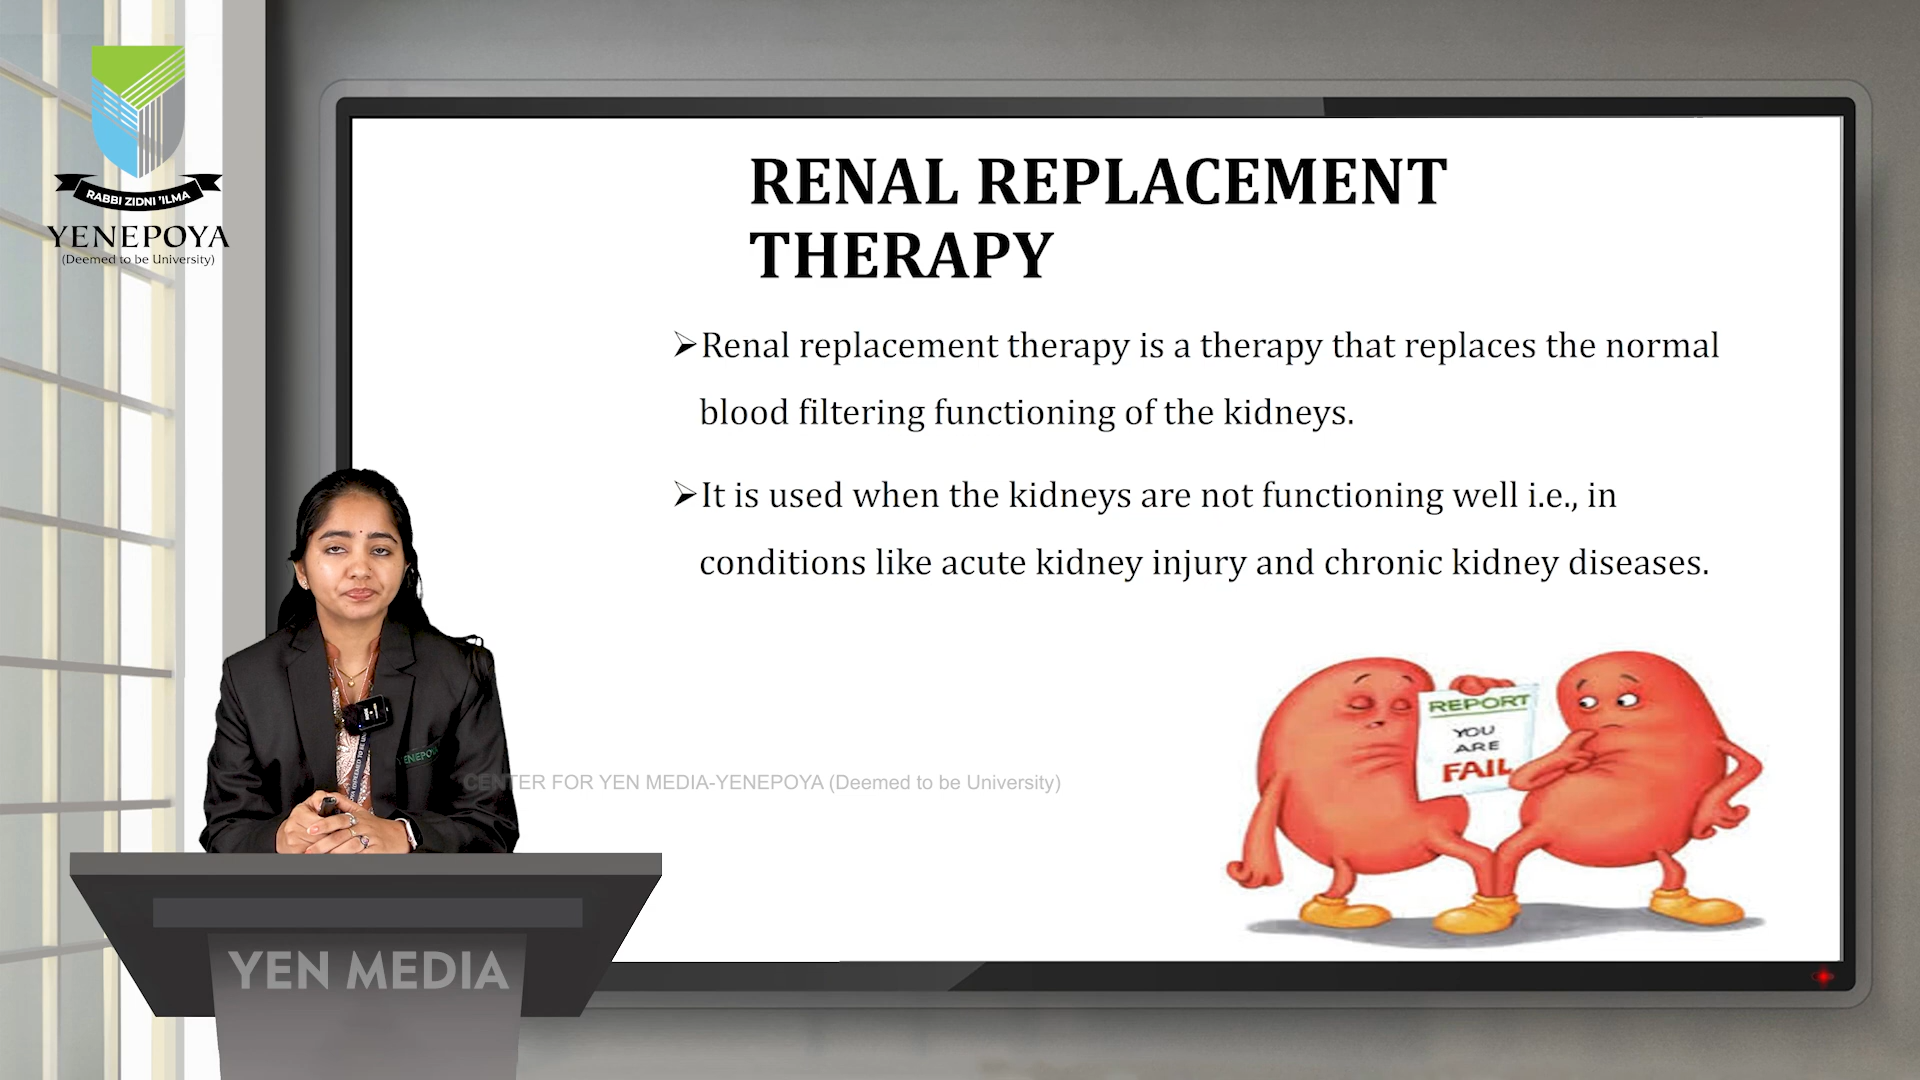 RABBI ZIDNI 'ILMA
YENEPOYA
(Deemed to be University)
RENAL REPLACEMENT
THERAPY
➢Renal replacement therapy is a therapy that replaces the normal
blood filtering functioning of the kidneys.
➢It is used when the kidneys are not functioning well i.e., in
conditions like acute kidney injury and chronic kidney diseases.
REPORT
YOU
ARE
FAIL
YENEPOYA
CENTER FOR YEN MEDIA-YENEPOYA (Deemed to be University)
YEN MEDIA